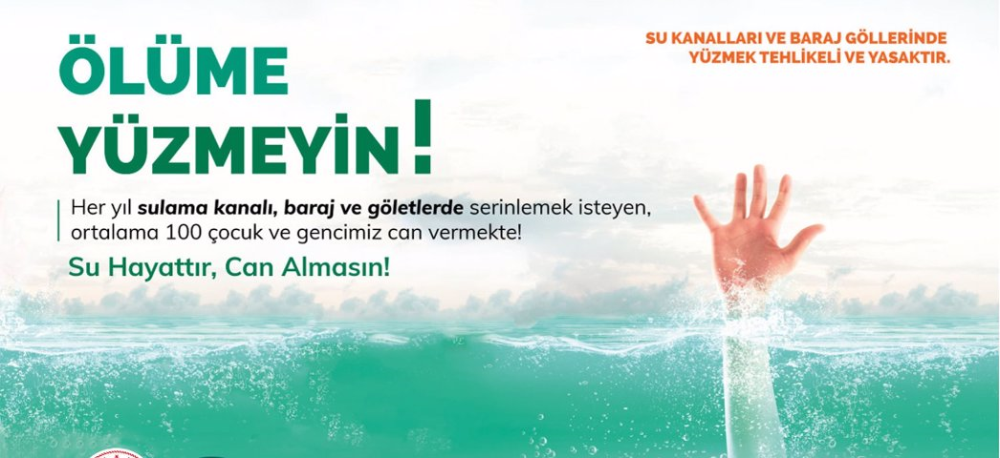 ÖLÜME
YÜZMEYİN!
SU KANALLARI VE BARAJ GÖLLERİNDE
YÜZMEK TEHLİKELİ VE YASAKTIR.
Her yıl sulama kanalı, baraj ve göletlerde serinlemek isteyen,
ortalama 100 çocuk ve gencimiz can vermekte!
Su Hayattır, Can Almasın!